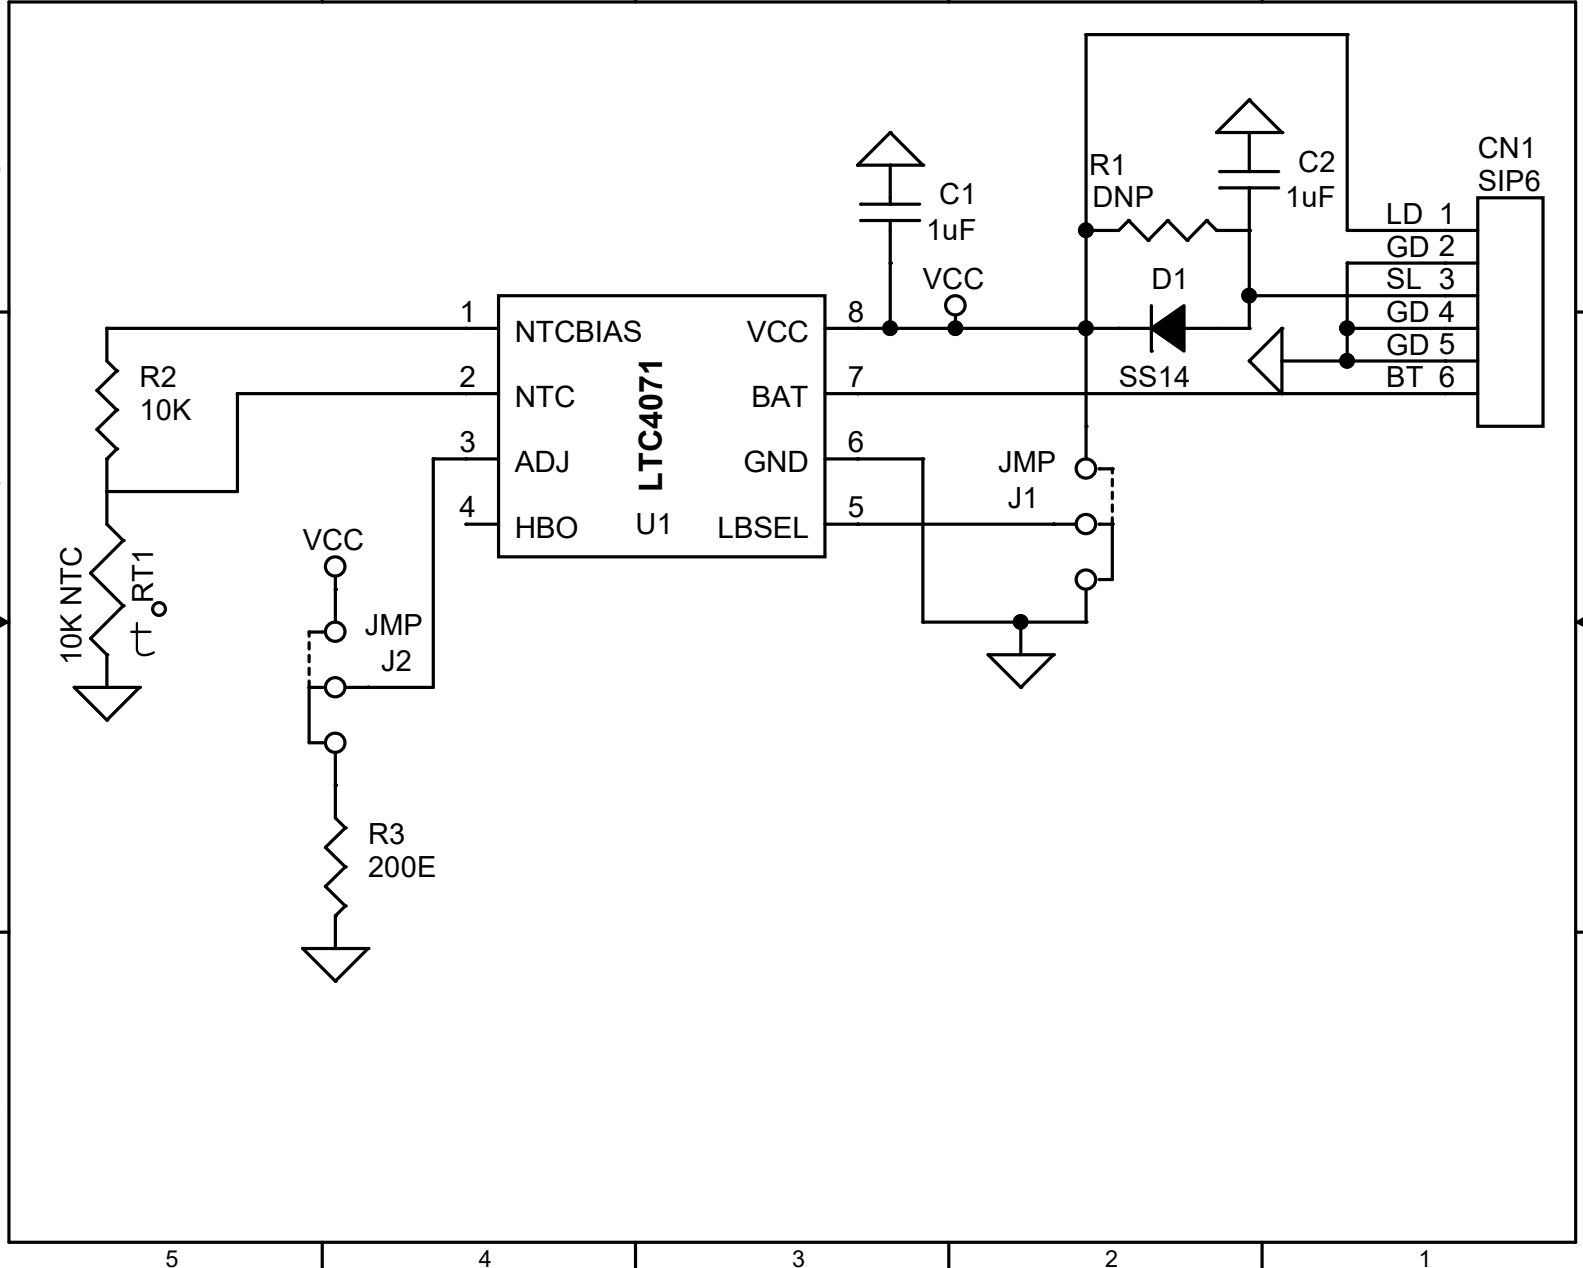 CN1
SIP6
R1
DNP
C2
1uF
C1
1uF
LD 1
GD 2
SL 3
GD 4
GD 5
BT 6
VCC
D1
SS14
1
2
3
4
NTCBIAS
NTC
ADJ
HBO
LTC4071
U1
VCC
BAT
GND
LBSEL
8
7
6
5
R2
10K
10K NTC
RT1
t°
VCC
JMP
J2
JMP
J1
R3
200E
5
4
3
2
1